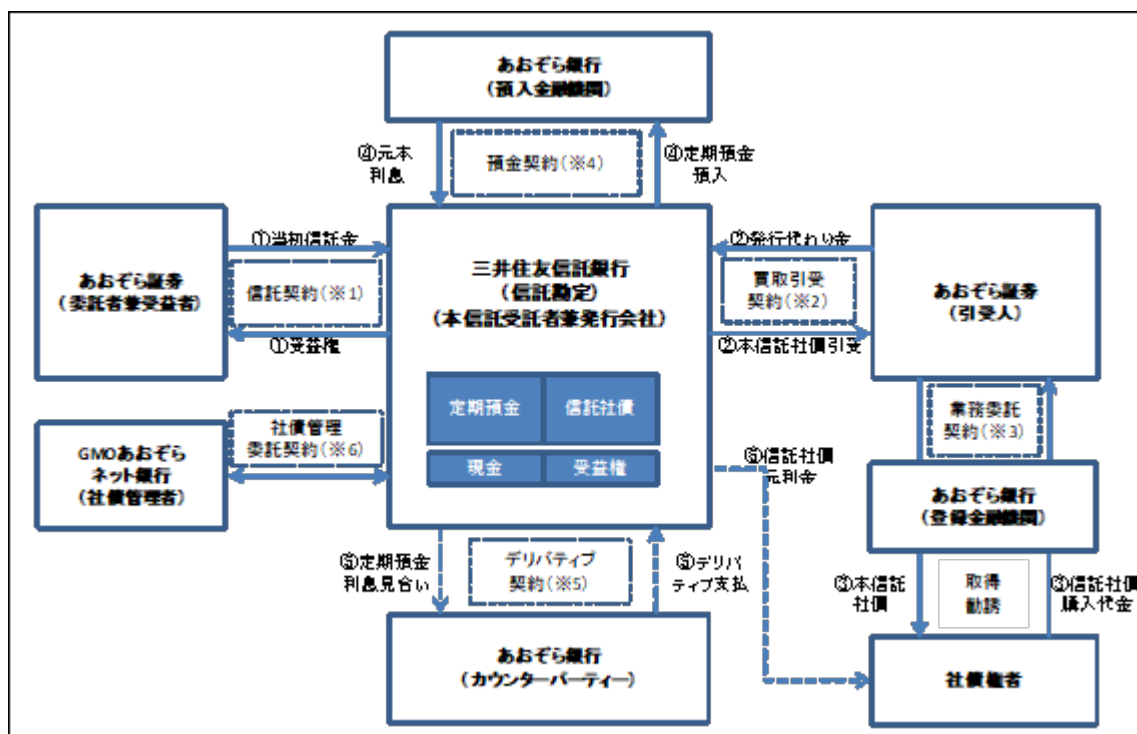 あおぞら銀行
（預入金融機関）
④元本
利息
預金契約(※4)
④定期預金
預入
あおぞら証券
（委託者兼受益者）
①当初信託金
信託契約(※1)
①受益権
三井住友信託銀行
（信託勘定）
（本信託受託者兼発行会社）
定期預金
信託社債
現金
受益権
②発行代わり金
買取引受
契約(※2)
②本信託社債引受
あおぞら証券
（引受人）
業務委託
契約(※3)
GMOあおぞら
ネット銀行
（社債管理者）
社債管理
委託契約(※6)
⑥信託社債
元利金
あおぞら銀行
（登録金融機関）
⑤定期預金
利息見合い
デリバティブ
契約(※5)
⑤デリバ
ティブ支払
③本信託
社債
取得
勧誘
③信託社債
購入代金
あおぞら銀行
（カウンターパーティー）
社債権者